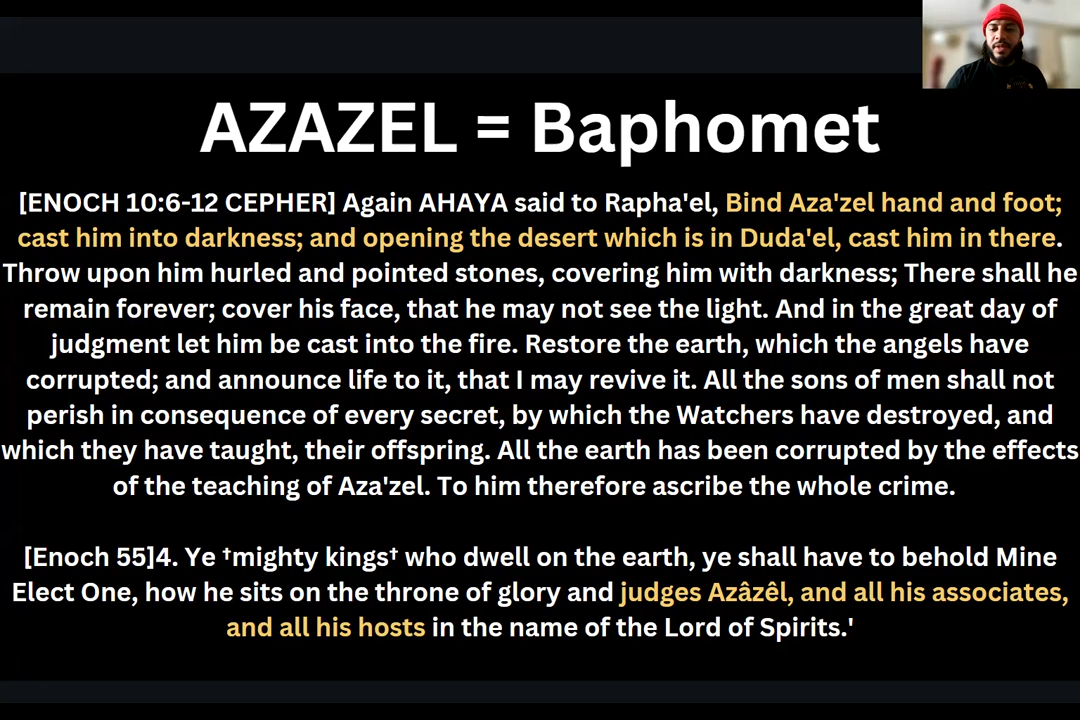 AZAZEL = Baphomet
[ENOCH 10:6-12 CEPHER] Again AHAYA said to Rapha'el, Bind Aza'zel hand and foot;
cast him into darkness; and opening the desert which is in Duda'el, cast him in there.
Throw upon him hurled and pointed stones, covering him with darkness; There shall he
remain forever; cover his face, that he may not see the light. And in the great day of
judgment let him be cast into the fire. Restore the earth, which the angels have
corrupted; and announce life to it, that I may revive it. All the sons of men shall not
perish in consequence of every secret, by which the Watchers have destroyed, and
which they have taught, their offspring. All the earth has been corrupted by the effects
of the teaching of Aza'zel. To him therefore ascribe the whole crime.
[Enoch 55]4. Ye †mighty kings† who dwell on the earth, ye shall have to behold Mine
Elect One, how he sits on the throne of glory and judges Azâzêl, and all his associates,
and all his hosts in the name of the Lord of Spirits.'